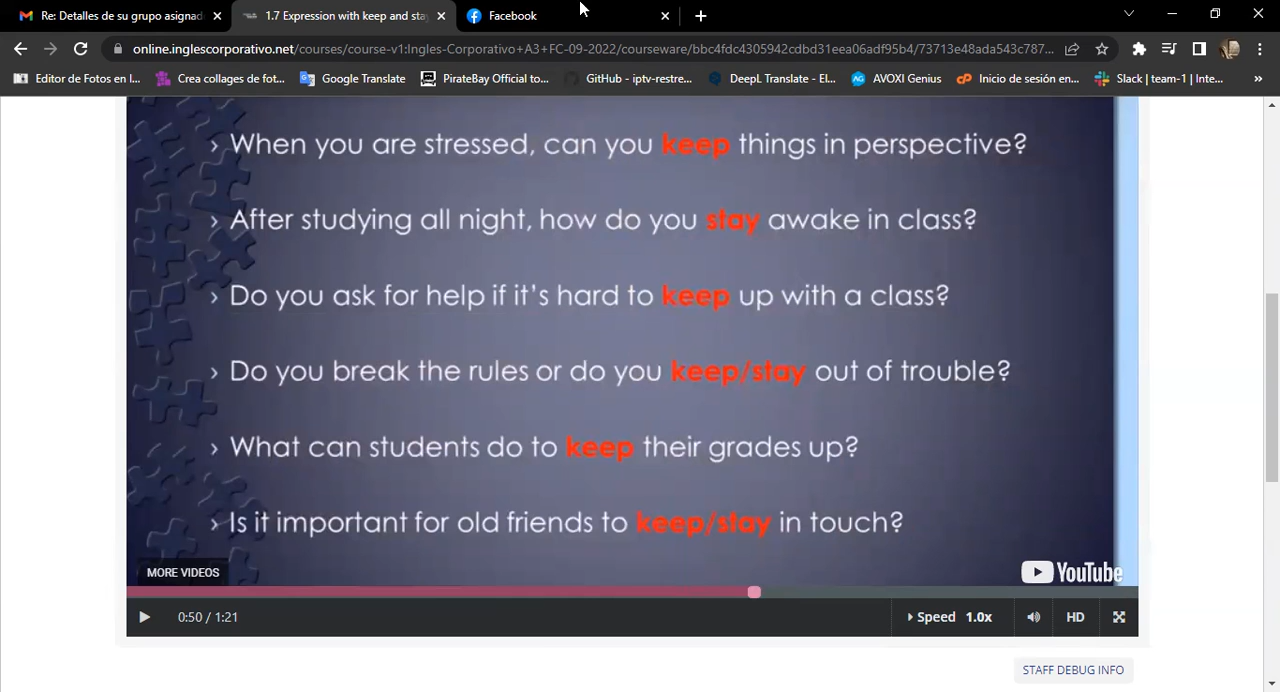 Re: Detalles de su grupo asignad
1.7 Expression with keep and sta
Facebook
online.inglescorporativo.net/courses/course-v1:Ingles-Corporativo+A3+FC-09-2022/courseware/bbc4fdc4305942cdbd31eea06adf95b4/73713e48ada543c787...
Editor de Fotos en l...
Crea collages de fot...
Google Translate
PirateBay Official to...
GitHub - iptv-restre...
DeepL Translate - El...
AVOXI Genius
Inicio de sesión en...
Slack | team-1 | Inte...
»
› When you are stressed, can you keep things in perspective?
› After studying all night, how do you stay awake in class?
› Do you ask for help if it's hard to keep up with a class?
› Do you break the rules or do you keep/stay out of trouble?
› What can students do to keep their grades up?
› Is it important for old friends to keep/stay in touch?
MORE VIDEOS
YouTube
0:50 / 1:21
Speed 1.0x
HD
STAFF DEBUG INFO